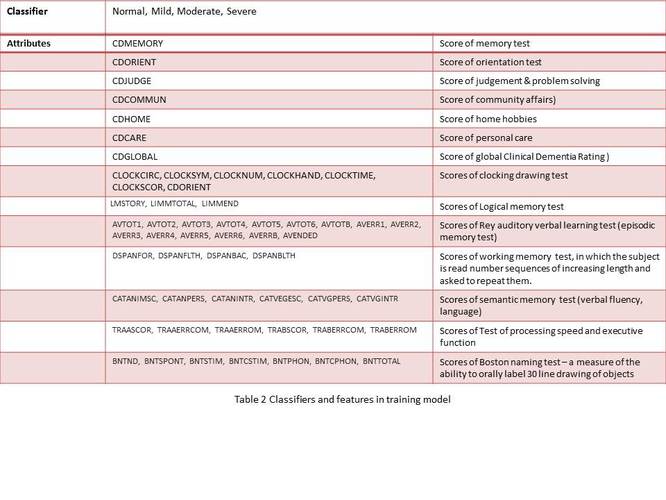 Classifier Normal, Mild, Moderate, Severe
Attributes CDMEMORY Score of memory test
CDORIENT Score of orientation test
CDJUDGE Score of judgement & problem solving
CDCOMMUN Score of community affairs)
CDHOME Score of home hobbies
CDCARE Score of personal care
CDGLOBAL Score of global Clinical Dementia Rating )
CLOCKCIRC, CLOCKSYM, CLOCKNUM, CLOCKHAND, CLOCKTIME, Scores of clocking drawing test
CLOCKSCOR, CDORIENT
LMSTORY, LIMMTOTAL, LIMMEND Scores of Logical memory test
AVTOT1, AVTOT2, AVTOT3, AVTOT4, AVTOT5, AVTOT6, AVTOTB, AVERR1, AVERR2, Scores of Rey auditory verbal learning test (episodic
AVERR3, AVERR4, AVERR5, AVERR6, AVERRB, AVENDED memory test)
DSPANFOR, DSPANFLTH, DSPANBAC, DSPANBLTH Scores of working memory test, in which the subject
is read number sequences of increasing length and
asked to repeat them.
CATANIMSC, CATANPERS, CATANINTR, CATVEGESC, CATVGPERS, CATVGINTR Scores of semantic memory test (verbal fluency,
language)
TRAASCOR, TRAAERRCOM, TRAAERROM, TRABSCOR, TRABERRCOM, TRABERROM Scores of Test of processing speed and executive
function
BNTND, BNTSPONT, BNTSTIM, BNTCSTIM, BNTPHON, BNTCPHON, BNTTOTAL Scores of Boston naming test – a measure of the
ability to orally label 30 line drawing of objects
Table 2 Classifiers and features in training model